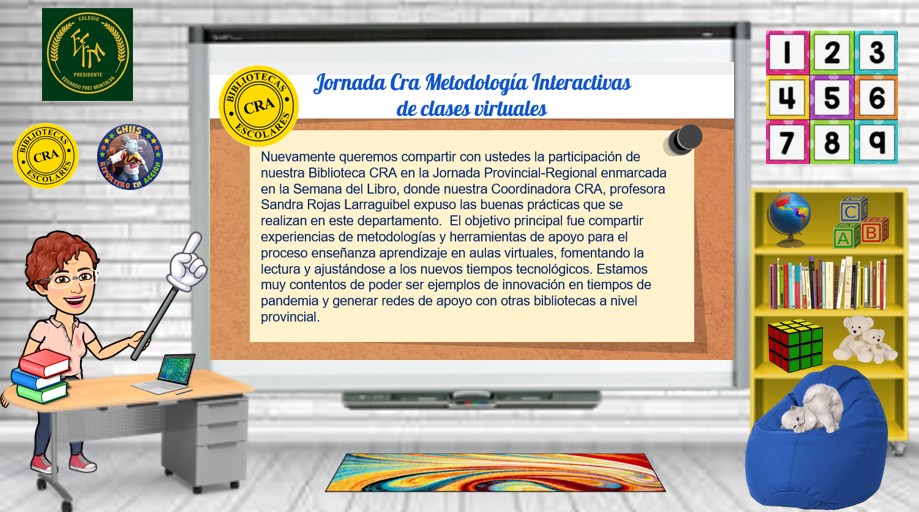 COLEGIO
PRESIDENTE
EDUARDO FREI MONTALVA
BIBLIOTECAS
CRA
ESCOLARES
CHIIS
REPORTERO EN ACCIÓN
BIBLIOTECAS
CRA
ESCOLARES
Jornada Cra Metodología Interactivas
de clases virtuales
Nuevamente queremos compartir con ustedes la participación de
nuestra Biblioteca CRA en la Jornada Provincial-Regional enmarcada
en la Semana del Libro, donde nuestra Coordinadora CRA, profesora
Sandra Rojas Larraguibel expuso las buenas prácticas que se
realizan en este departamento.  El objetivo principal fue compartir
experiencias de metodologías y herramientas de apoyo para el
proceso enseñanza aprendizaje en aulas virtuales, fomentando la
lectura y ajustándose a los nuevos tiempos tecnológicos. Estamos
muy contentos de poder ser ejemplos de innovación en tiempos de
pandemia y generar redes de apoyo con otras bibliotecas a nivel
provincial.
1 2 3
4 5 6
7 8 9
C
A B